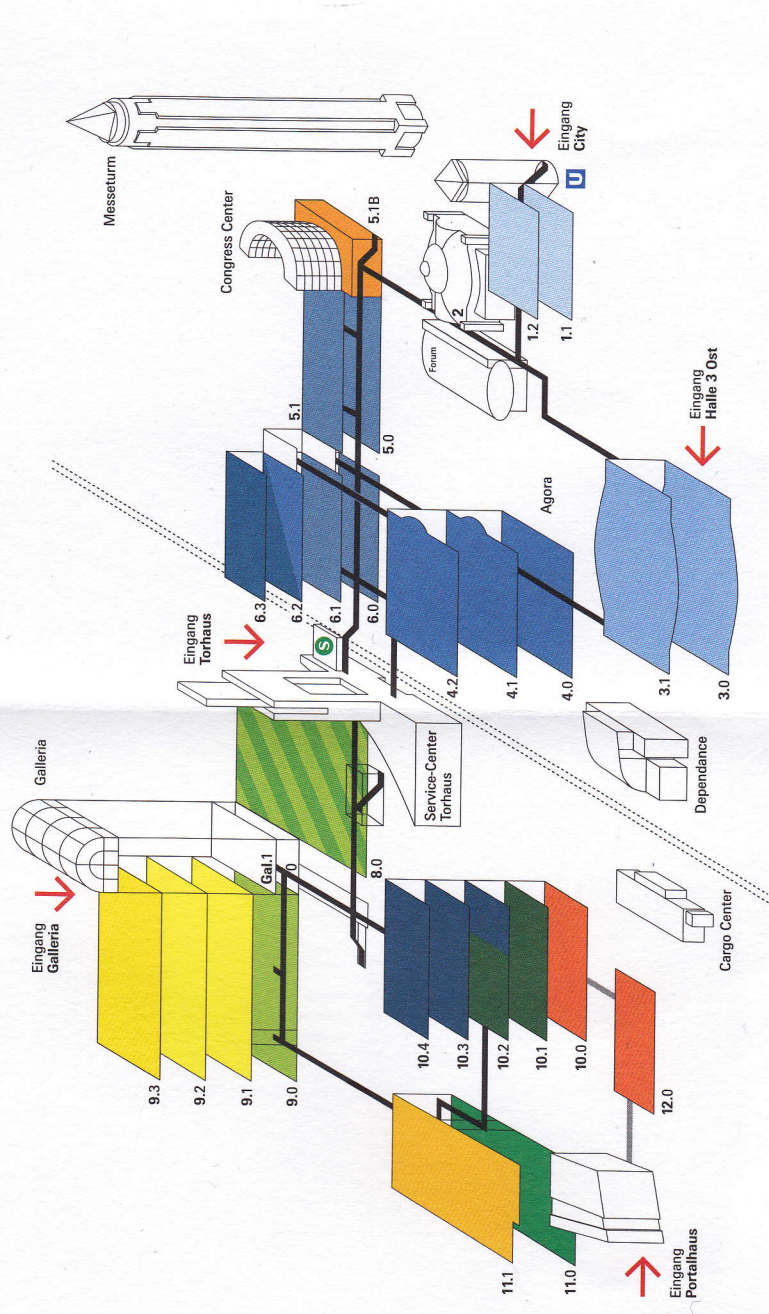 Messeturm
Eingang
City
U
Congress Center
5.1B
2
Forum
1.2
1.1
5.1
5.0
Eingang
Halle 3 Ost
Agora
6.3
6.2
6.1
6.0
Eingang
Torhaus
S
4.2
4.1
4.0
3.1
3.0
Galleria
Service-Center
Torhaus
Dependance
Gal.1
0
8.0
Eingang
Galleria
Cargo Center
9.3
9.2
9.1
9.0
10.4
10.3
10.2
10.1
10.0
12.0
11.1
11.0
Eingang
Portalhaus